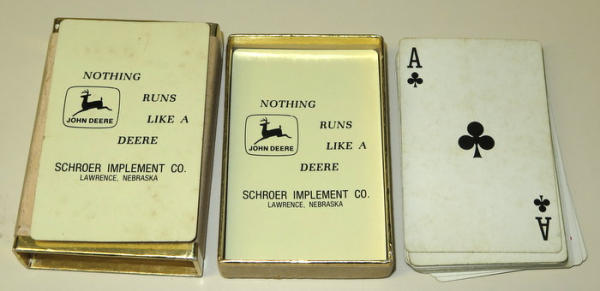 NOTHING
RUNS
LIKE A
DEERE
JOHN DEERE
SCHROER IMPLEMENT CO.
LAWRENCE, NEBRASKA
NOTHING
RUNS
LIKE A
DEERE
JOHN DEERE
SCHROER IMPLEMENT CO.
LAWRENCE, NEBRASKA
A
A